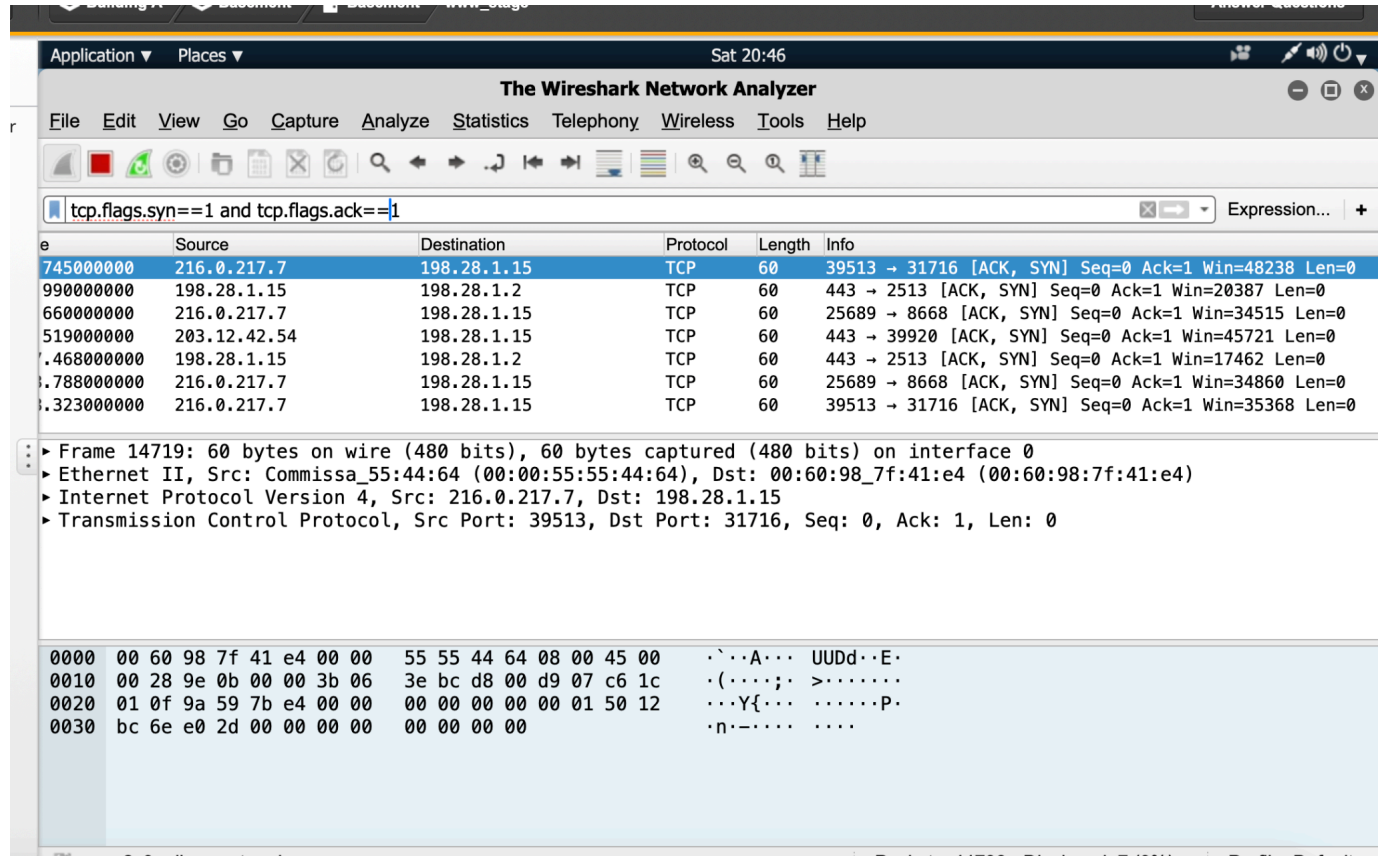 Building A Basement Basement www_stage Answer Questions
Application ▼ Places ▼ Sat 20:46
The Wireshark Network Analyzer
r
File Edit View Go Capture Analyze Statistics Telephony Wireless Tools Help
tcp.flags.syn==1 and tcp.flags.ack==1 Expression... +
e Source Destination Protocol Length Info
745000000 216.0.217.7 198.28.1.15 TCP 60 39513 → 31716 [ACK, SYN] Seq=0 Ack=1 Win=48238 Len=0
990000000 198.28.1.15 198.28.1.2 TCP 60 443 → 2513 [ACK, SYN] Seq=0 Ack=1 Win=20387 Len=0
660000000 216.0.217.7 198.28.1.15 TCP 60 25689 → 8668 [ACK, SYN] Seq=0 Ack=1 Win=34515 Len=0
519000000 203.12.42.54 198.28.1.15 TCP 60 443 → 39920 [ACK, SYN] Seq=0 Ack=1 Win=45721 Len=0
.468000000 198.28.1.15 198.28.1.2 TCP 60 443 → 2513 [ACK, SYN] Seq=0 Ack=1 Win=17462 Len=0
.788000000 216.0.217.7 198.28.1.15 TCP 60 25689 → 8668 [ACK, SYN] Seq=0 Ack=1 Win=34860 Len=0
.323000000 216.0.217.7 198.28.1.15 TCP 60 39513 → 31716 [ACK, SYN] Seq=0 Ack=1 Win=35368 Len=0
▸ Frame 14719: 60 bytes on wire (480 bits), 60 bytes captured (480 bits) on interface 0
▸ Ethernet II, Src: Commissa_55:44:64 (00:00:55:55:44:64), Dst: 00:60:98_7f:41:e4 (00:60:98:7f:41:e4)
▸ Internet Protocol Version 4, Src: 216.0.217.7, Dst: 198.28.1.15
▸ Transmission Control Protocol, Src Port: 39513, Dst Port: 31716, Seq: 0, Ack: 1, Len: 0
0000 00 60 98 7f 41 e4 00 00 55 55 44 64 08 00 45 00 ·`··A··· UUDd··E·
0010 00 28 9e 0b 00 00 3b 06 3e bc d8 00 d9 07 c6 1c ·(····;· >·······
0020 01 0f 9a 59 7b e4 00 00 00 00 00 00 00 01 50 12 ···Y{··· ······P·
0030 bc 6e e0 2d 00 00 00 00 00 00 00 00 ·n·–···· ····